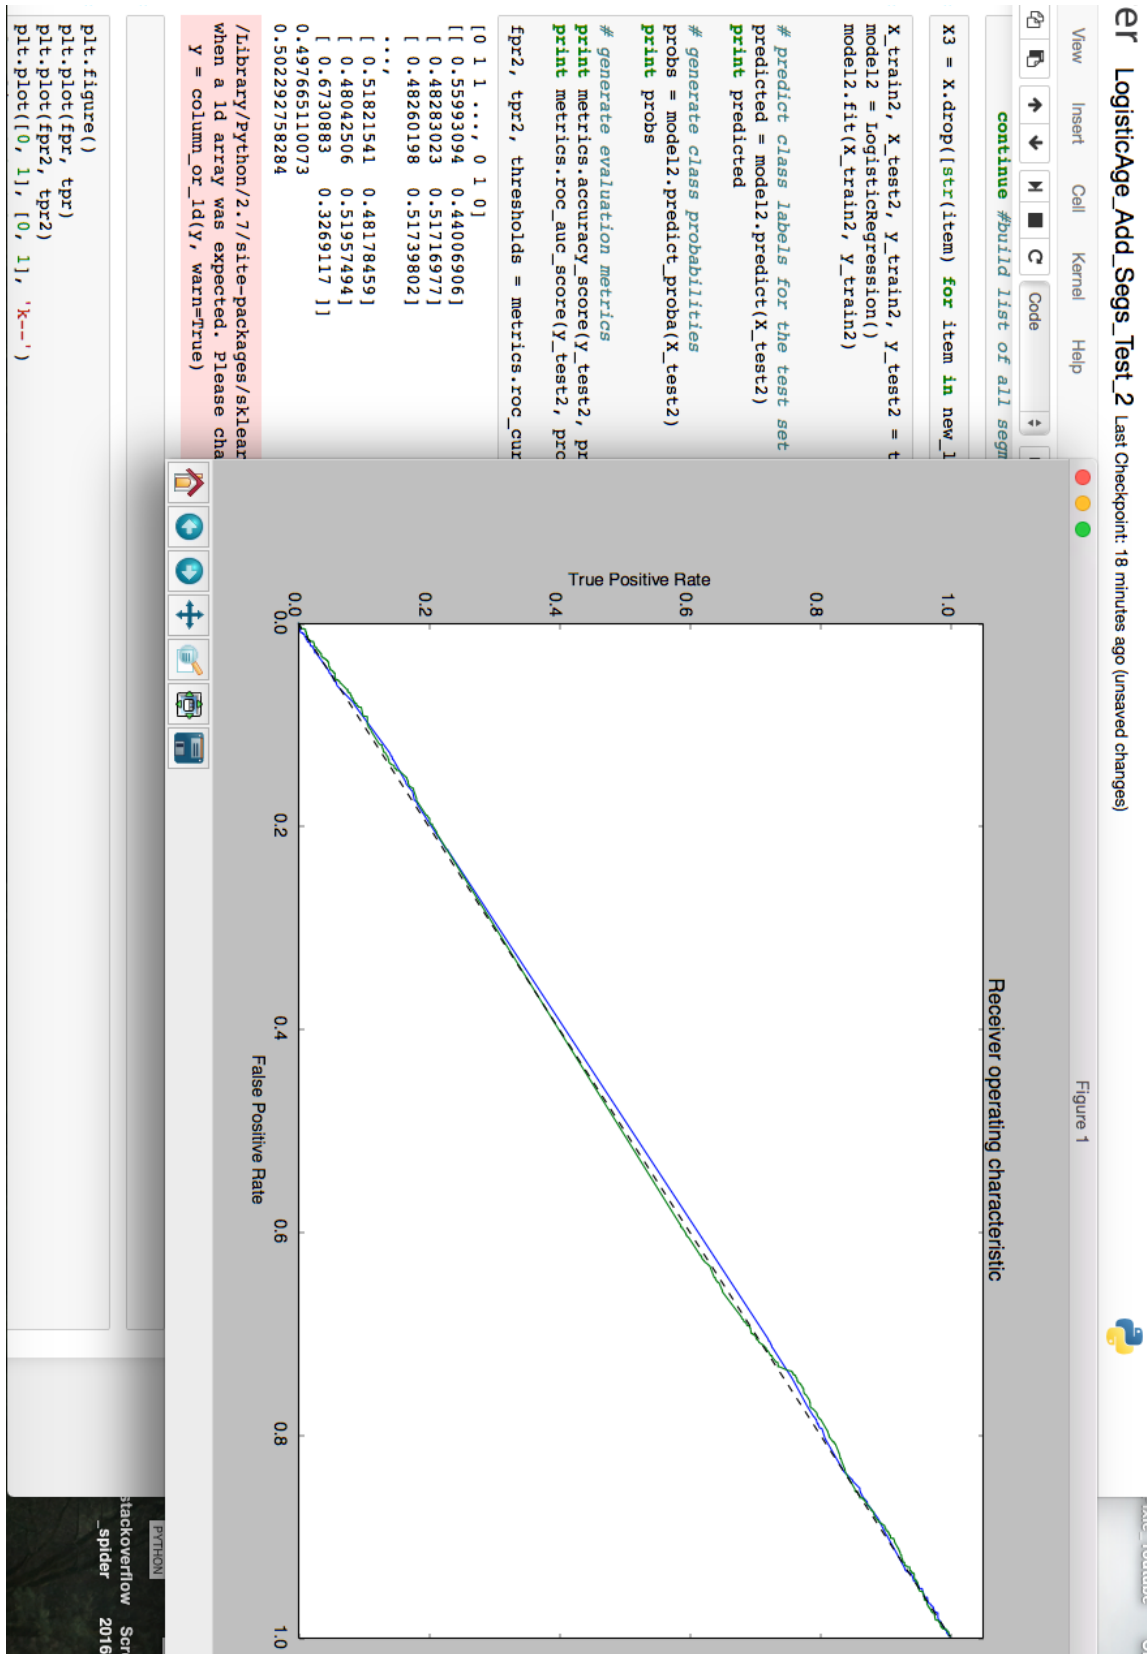 er LogisticAge_Add_Segs_Test_2 Last Checkpoint: 18 minutes ago (unsaved changes)
View Insert Cell Kernel Help
Code
continue #build list of all segm
X3 = X.drop([str(item) for item in new_l
X_train2, X_test2, y_train2, y_test2 = t
model2 = LogisticRegression()
model2.fit(X_train2, y_train2)
# predict class labels for the test set
predicted = model2.predict(X_test2)
print predicted
# generate class probabilities
probs = model2.predict_proba(X_test2)
print probs
# generate evaluation metrics
print metrics.accuracy_score(y_test2, pr
print metrics.roc_auc_score(y_test2, pro
fpr2, tpr2, thresholds = metrics.roc_cur
[0 1 1 ..., 0 1 0]
[[ 0.55993094 0.44006906]
[ 0.48283023 0.51716977]
[ 0.48260198 0.51739802]
...,
[ 0.51821541 0.48178459]
[ 0.48042506 0.51957494]
[ 0.6730883 0.3269117 ]]
0.497665110073
0.502292758284
/Library/Python/2.7/site-packages/sklear
when a 1d array was expected. Please cha
y = column_or_1d(y, warn=True)
plt.figure()
plt.plot(fpr, tpr)
plt.plot(fpr2, tpr2)
plt.plot([0, 1], [0, 1], 'k--')
Figure 1
Receiver operating characteristic
True Positive Rate
1.0
0.8
0.6
0.4
0.2
0.0
0.0 0.2 0.4 0.6 0.8 1.0
False Positive Rate
PYTHON
stackoverflow
_spider
Scr
2016